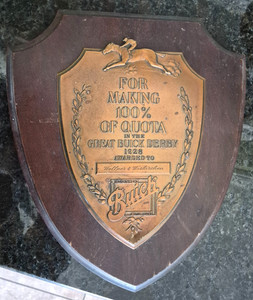 FOR
MAKING
100%
OF QUOTA
IN THE
GREAT BUICK DERBY
1928
AWARDED TO
Buick